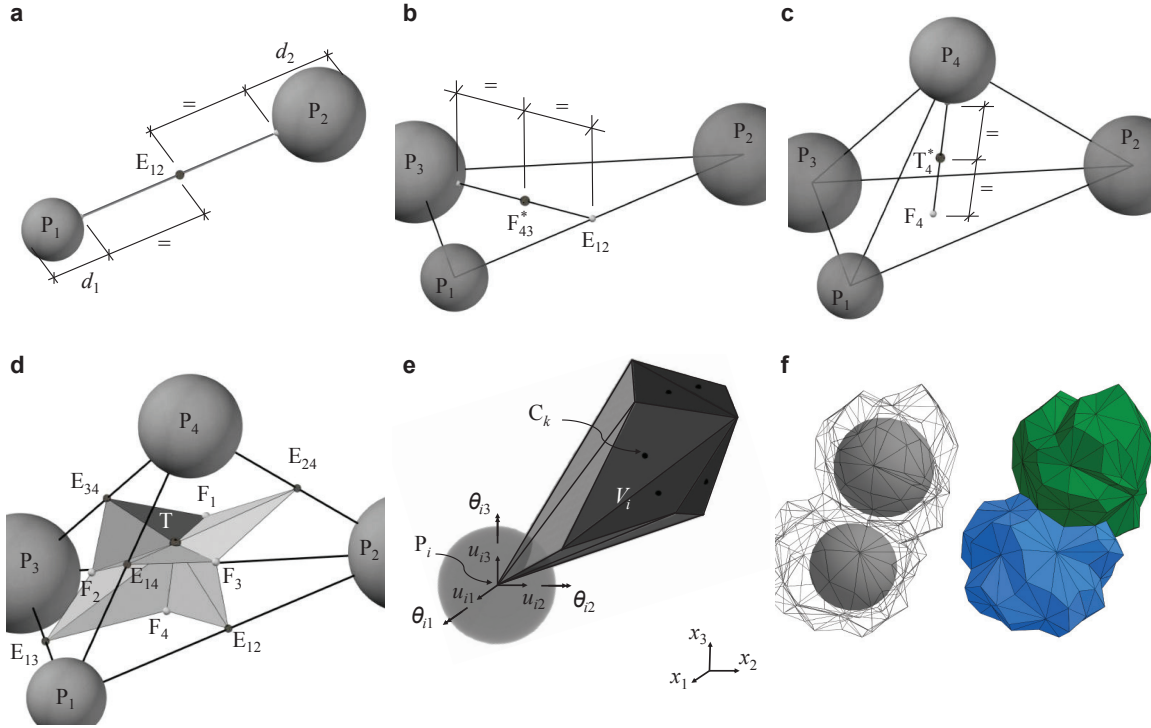 a
d₂
=
P₂
E₁₂
P₁
=
d₁
b
=
=
P₂
P₃
F*₄₃
E₁₂
P₁
c
P₄
=
P₃
T*₄
P₂
=
F₄
P₁
d
P₄
E₂₄
E₃₄
F₁
T
P₃
P₂
F₂
E₁₄
F₃
F₄
E₁₃
E₁₂
P₁
e
Cₖ
Vᵢ
θᵢ₃
Pᵢ
uᵢ₃
uᵢ₁
uᵢ₂
θᵢ₂
θᵢ₁
x₃
x₂
x₁
f